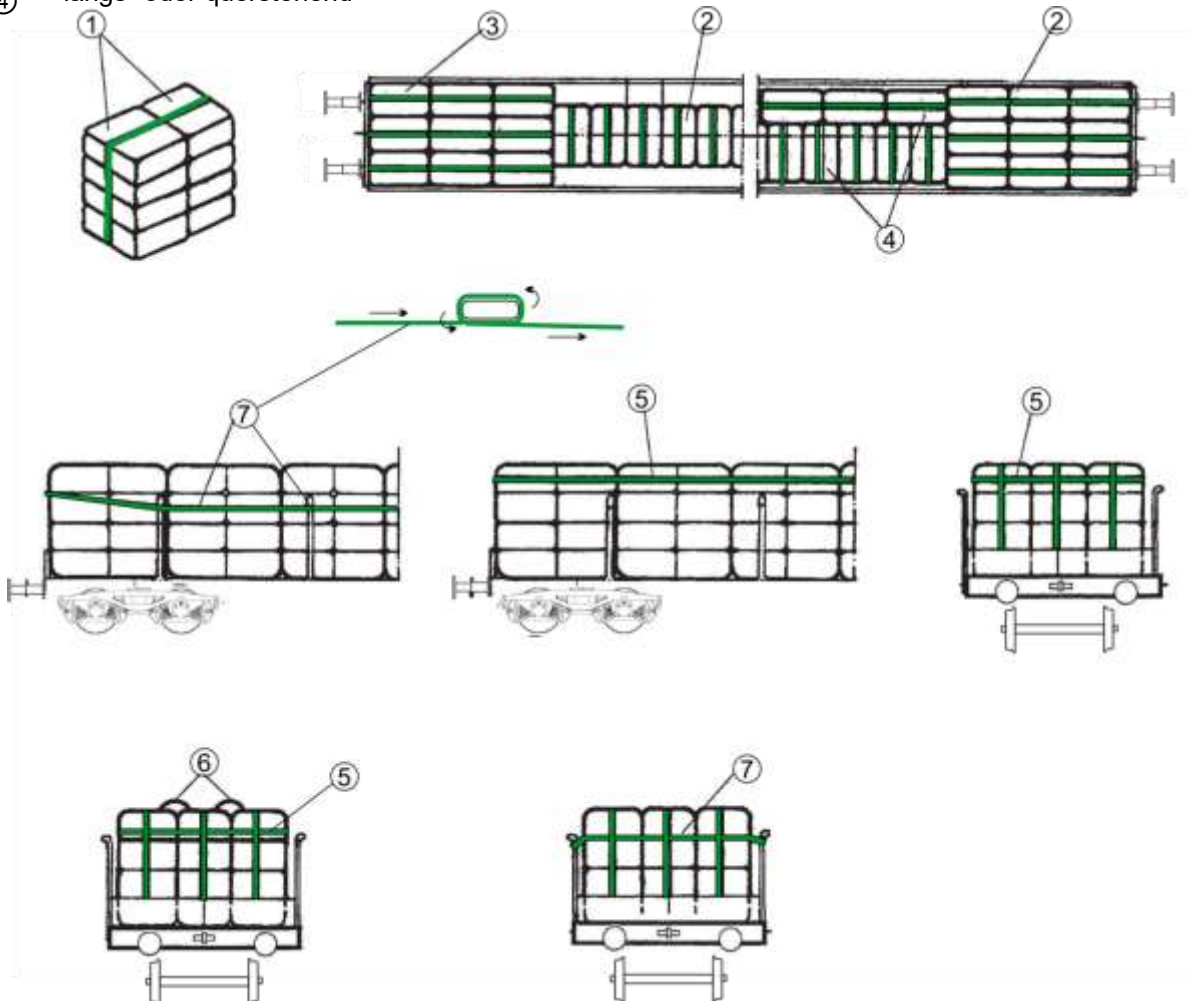 ④ längs- oder querstehend
① ③ ② ②
④
⑦ ⑤ ⑤
⑥ ⑤ ⑦